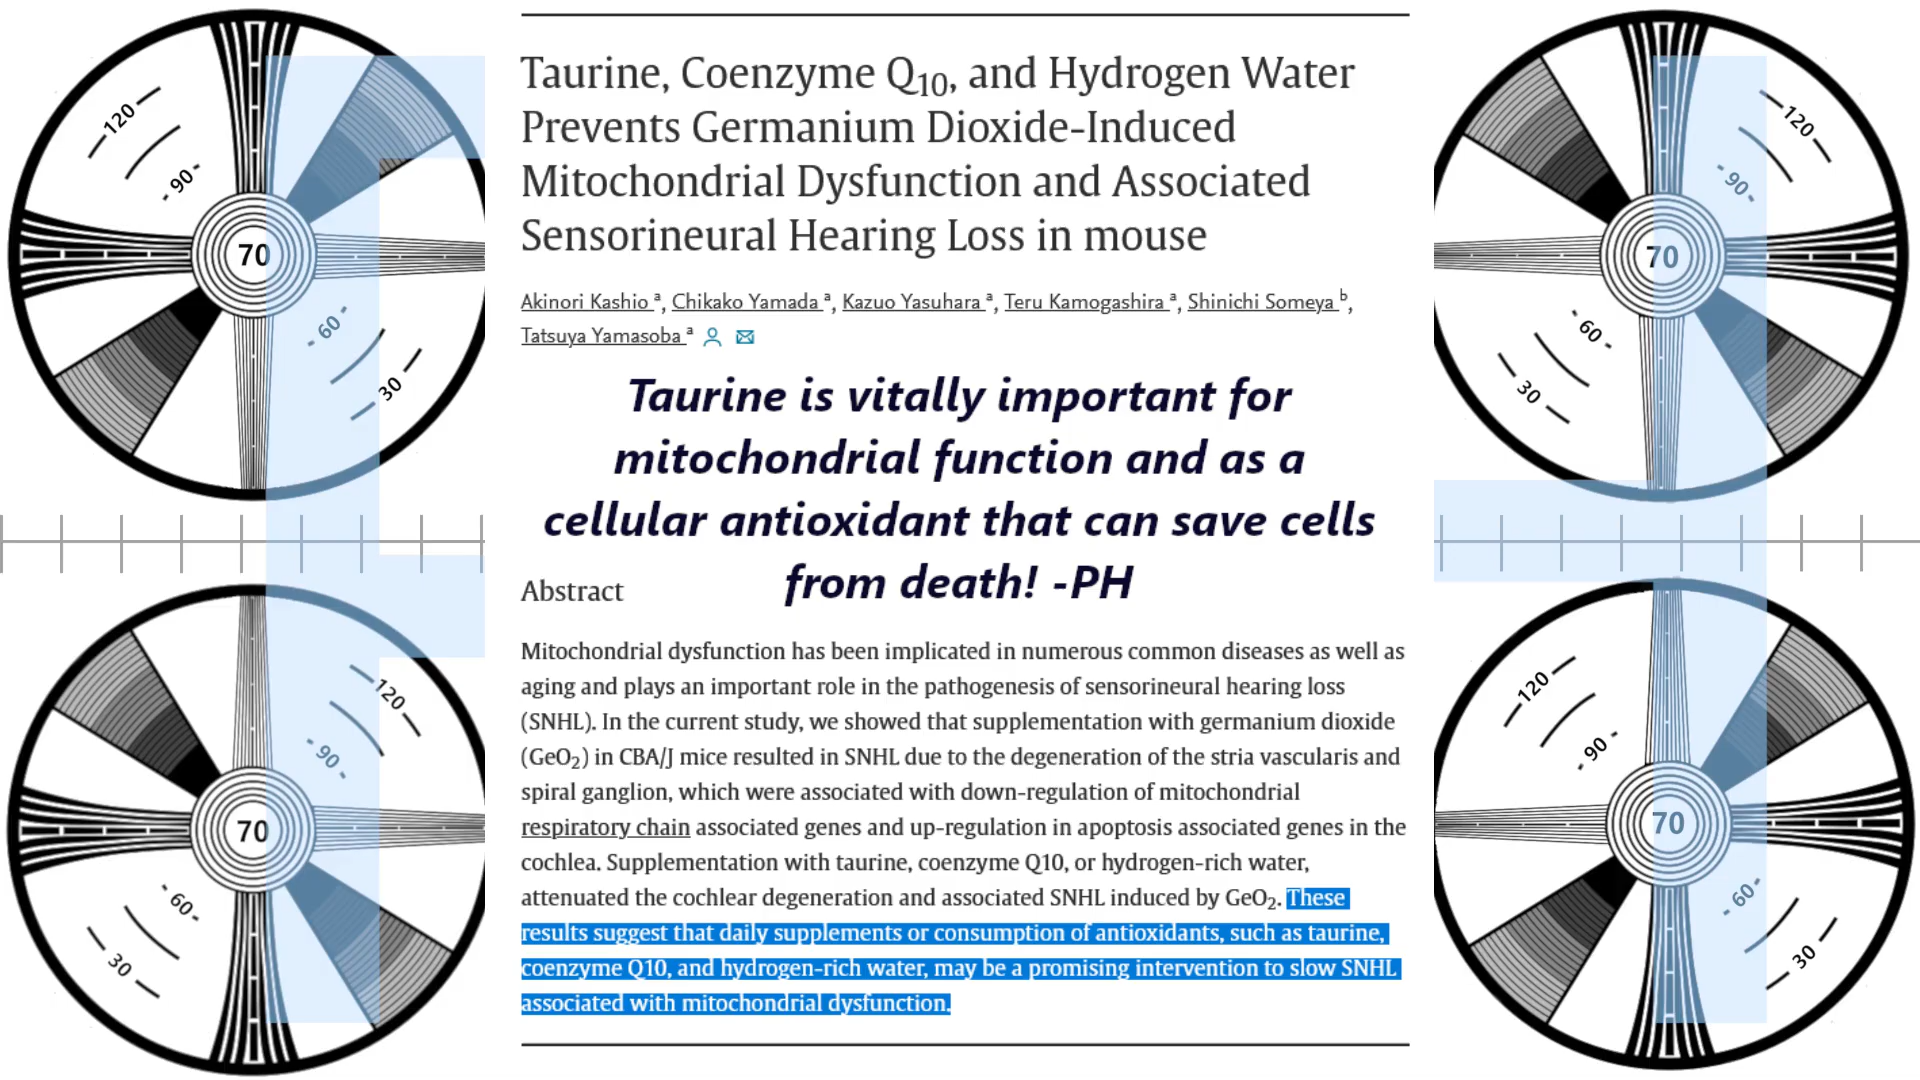 Taurine, Coenzyme Q10, and Hydrogen Water
Prevents Germanium Dioxide-Induced
Mitochondrial Dysfunction and Associated
Sensorineural Hearing Loss in mouse
Akinori Kashio a, Chikako Yamada a, Kazuo Yasuhara a, Teru Kamogashira a, Shinichi Someya b,
Tatsuya Yamasoba a
Taurine is vitally important for
mitochondrial function and as a
cellular antioxidant that can save cells
from death! -PH
Abstract
Mitochondrial dysfunction has been implicated in numerous common diseases as well as
aging and plays an important role in the pathogenesis of sensorineural hearing loss
(SNHL). In the current study, we showed that supplementation with germanium dioxide
(GeO2) in CBA/J mice resulted in SNHL due to the degeneration of the stria vascularis and
spiral ganglion, which were associated with down-regulation of mitochondrial
respiratory chain associated genes and up-regulation in apoptosis associated genes in the
cochlea. Supplementation with taurine, coenzyme Q10, or hydrogen-rich water,
attenuated the cochlear degeneration and associated SNHL induced by GeO2. These
results suggest that daily supplements or consumption of antioxidants, such as taurine,
coenzyme Q10, and hydrogen-rich water, may be a promising intervention to slow SNHL
associated with mitochondrial dysfunction.
120
- 90 -
70
- 60 -
30
120
- 90 -
70
- 60 -
30
120
- 90 -
70
- 60 -
30
120
- 90 -
70
- 60 -
30